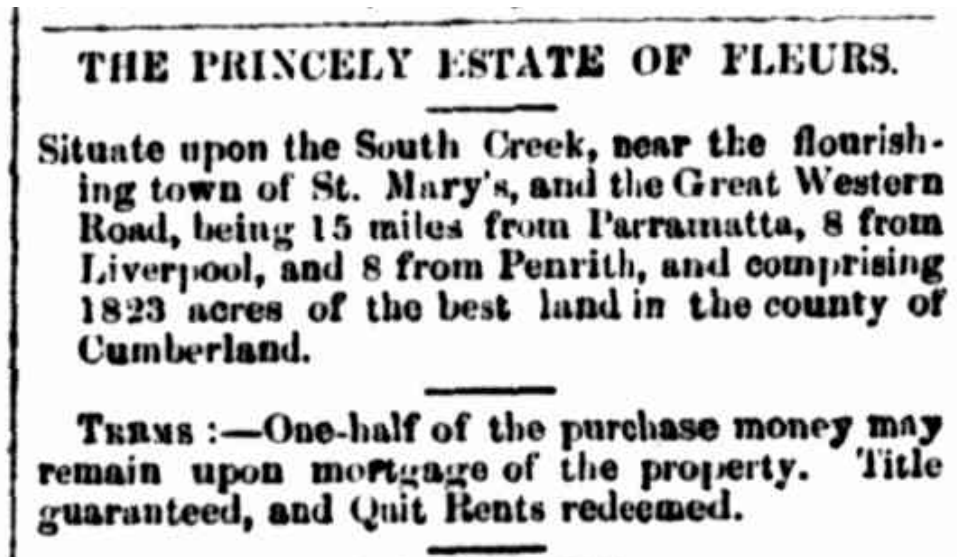 THE PRINCELY ESTATE OF FLEURS.
Situate upon the South Creek, near the flourish-
ing town of St. Mary's, and the Great Western
Road, being 15 miles from Parramatta, 8 from
Liverpool, and 8 from Penrith, and comprising
1823 acres of the best land in the county of
Cumberland.
TERMS :—One-half of the purchase money may
remain upon mortgage of the property. Title
guaranteed, and Quit Rents redeemed.